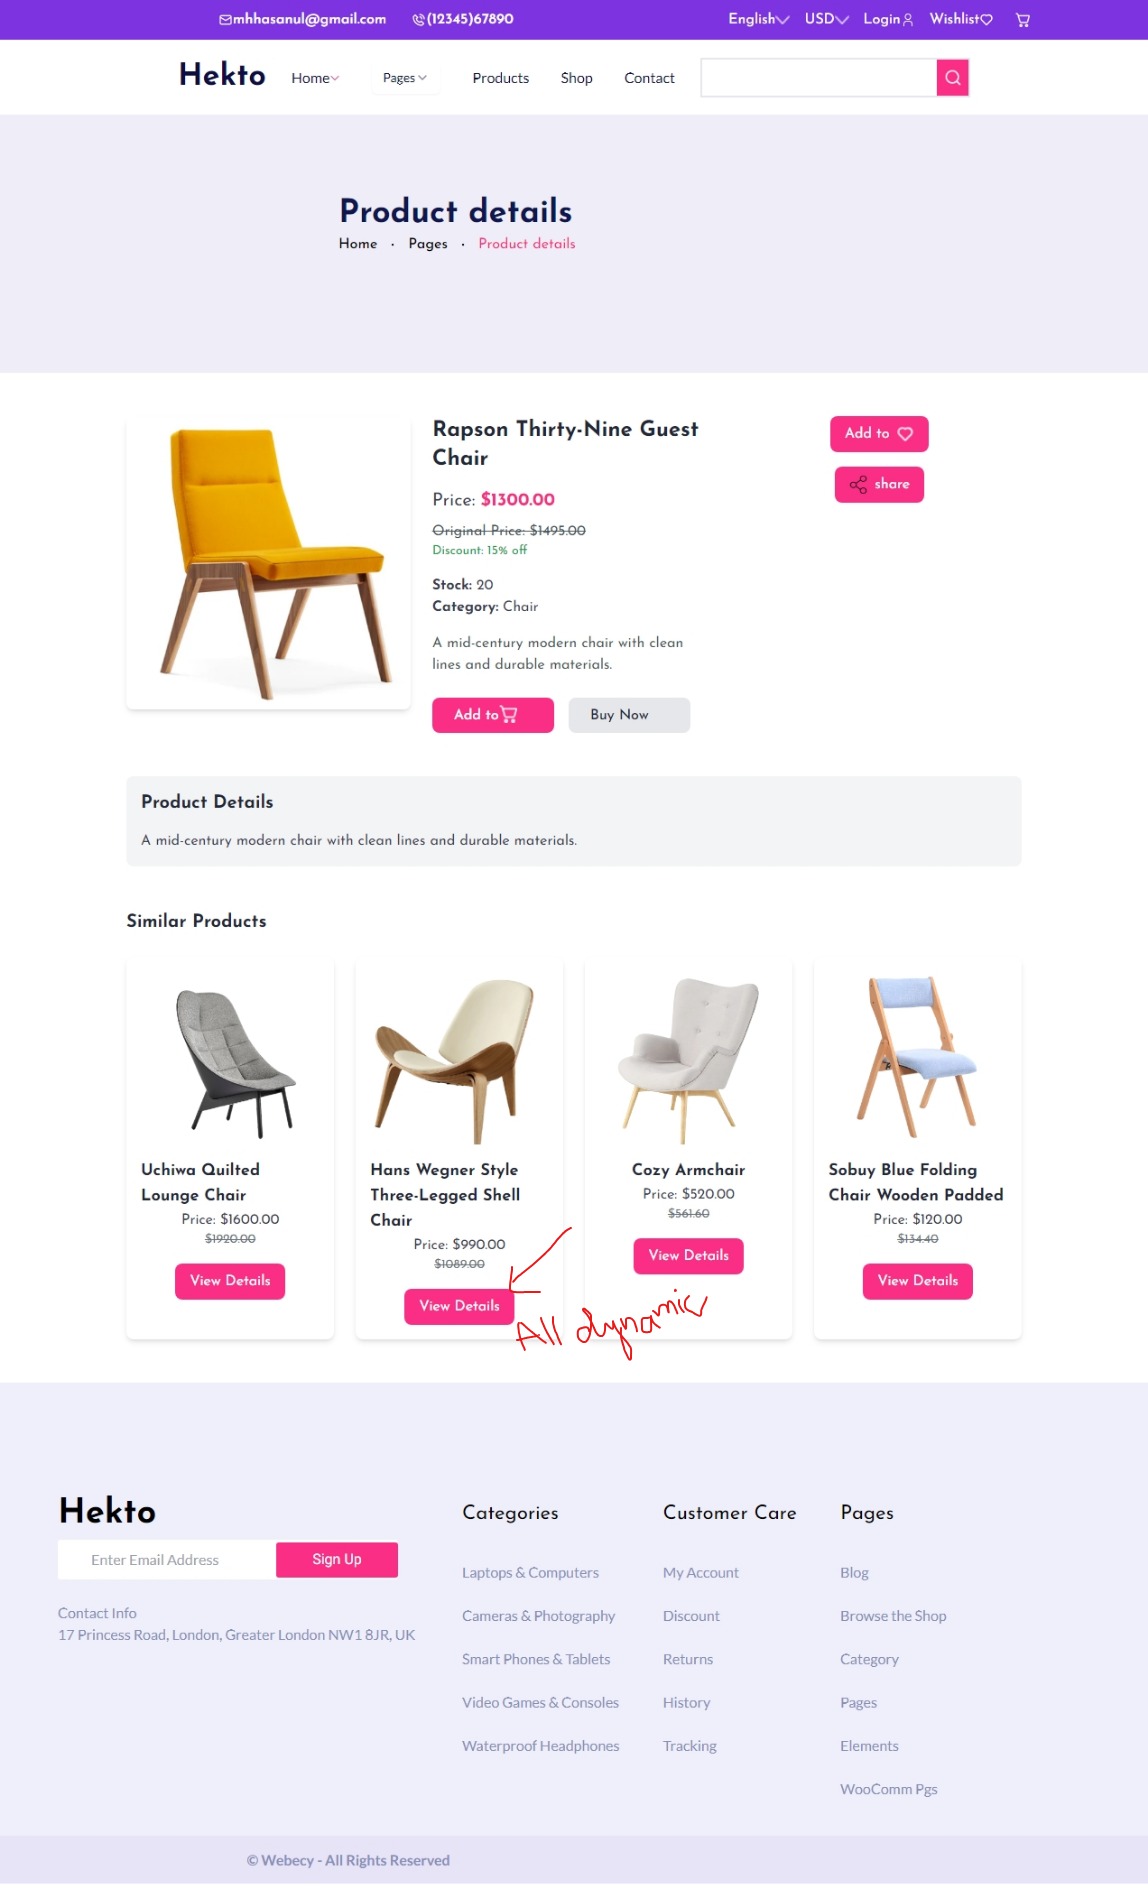 mhhasanul@gmail.com (12345)67890 English USD Login Wishlist
Hekto Home Pages Products Shop Contact
Product details
Home · Pages · Product details
Rapson Thirty-Nine Guest
Chair
Add to
share
Price: $1300.00
Original Price: $1495.00
Discount: 15% off
Stock: 20
Category: Chair
A mid-century modern chair with clean
lines and durable materials.
Add to Buy Now
Product Details
A mid-century modern chair with clean lines and durable materials.
Similar Products
Uchiwa Quilted
Lounge Chair
Price: $1600.00
$1920.00
View Details
Hans Wegner Style
Three-Legged Shell
Chair
Price: $990.00
$1089.00
View Details
Cozy Armchair
Price: $520.00
$561.60
View Details
Sobuy Blue Folding
Chair Wooden Padded
Price: $120.00
$134.40
View Details
All dynamic
Hekto
Enter Email Address Sign Up
Contact Info
17 Princess Road, London, Greater London NW1 8JR, UK
Categories
Laptops & Computers
Cameras & Photography
Smart Phones & Tablets
Video Games & Consoles
Waterproof Headphones
Customer Care
My Account
Discount
Returns
History
Tracking
Pages
Blog
Browse the Shop
Category
Pages
Elements
WooComm Pgs
© Webecy - All Rights Reserved